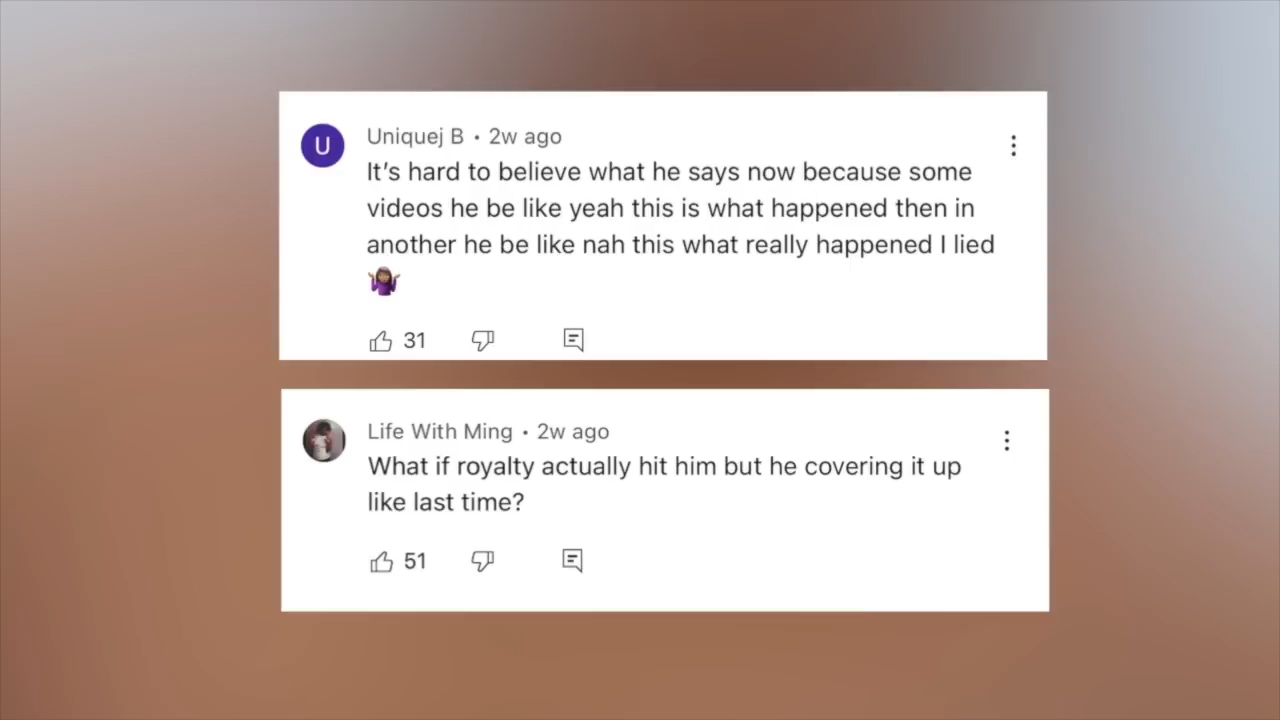 U
Uniquej B • 2w ago
It’s hard to believe what he says now because some
videos he be like yeah this is what happened then in
another he be like nah this what really happened I lied
🤷🏽‍♀️
31
Life With Ming • 2w ago
What if royalty actually hit him but he covering it up
like last time?
51